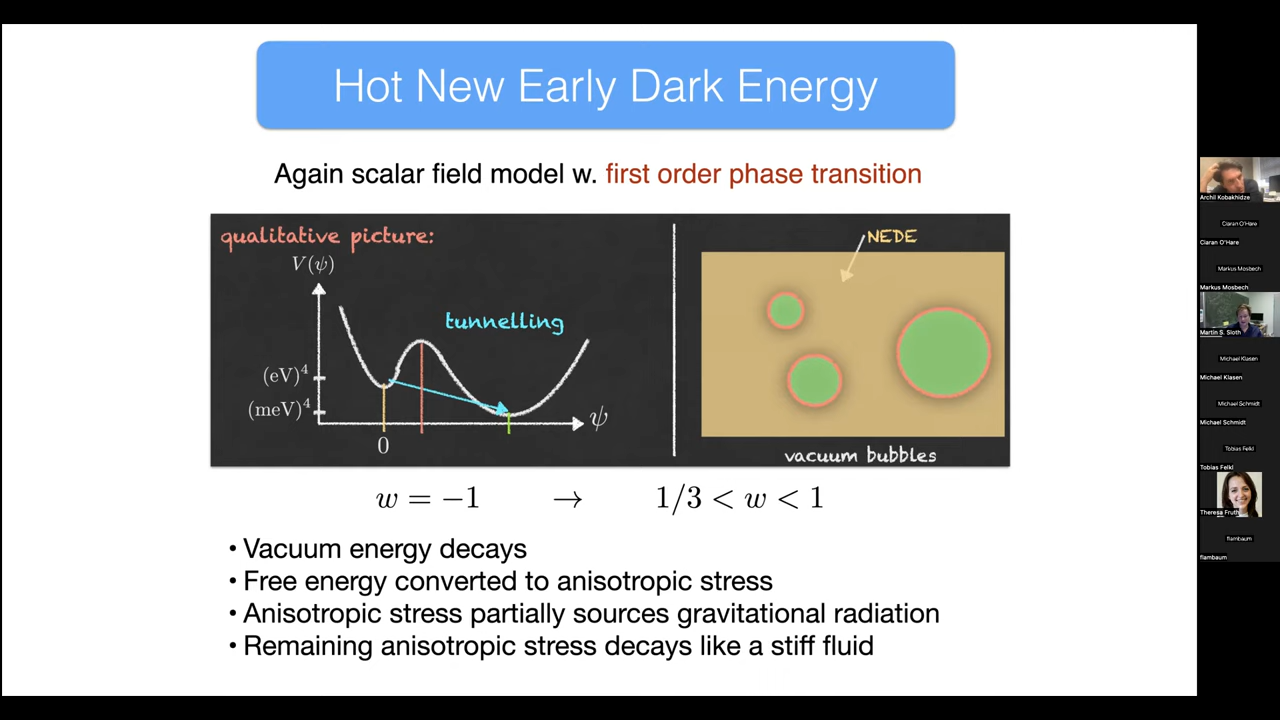 Hot New Early Dark Energy
Again scalar field model w. first order phase transition
qualitative picture:
V(ψ)
tunnelling
(eV)⁴
(meV)⁴
0
ψ
NEDE
vacuum bubbles
w = −1 → 1/3 < w < 1
• Vacuum energy decays
• Free energy converted to anisotropic stress
• Anisotropic stress partially sources gravitational radiation
• Remaining anisotropic stress decays like a stiff fluid
Archil Kobakhidze
Ciaran O'Hare
Ciaran O'Hare
Markus Mosbech
Markus Mosbech
Martin S. Sloth
Michael Klasen
Michael Klasen
Michael Schmidt
Michael Schmidt
Tobias Felkl
Tobias Felkl
Theresa Fruth
flambaum
flambaum